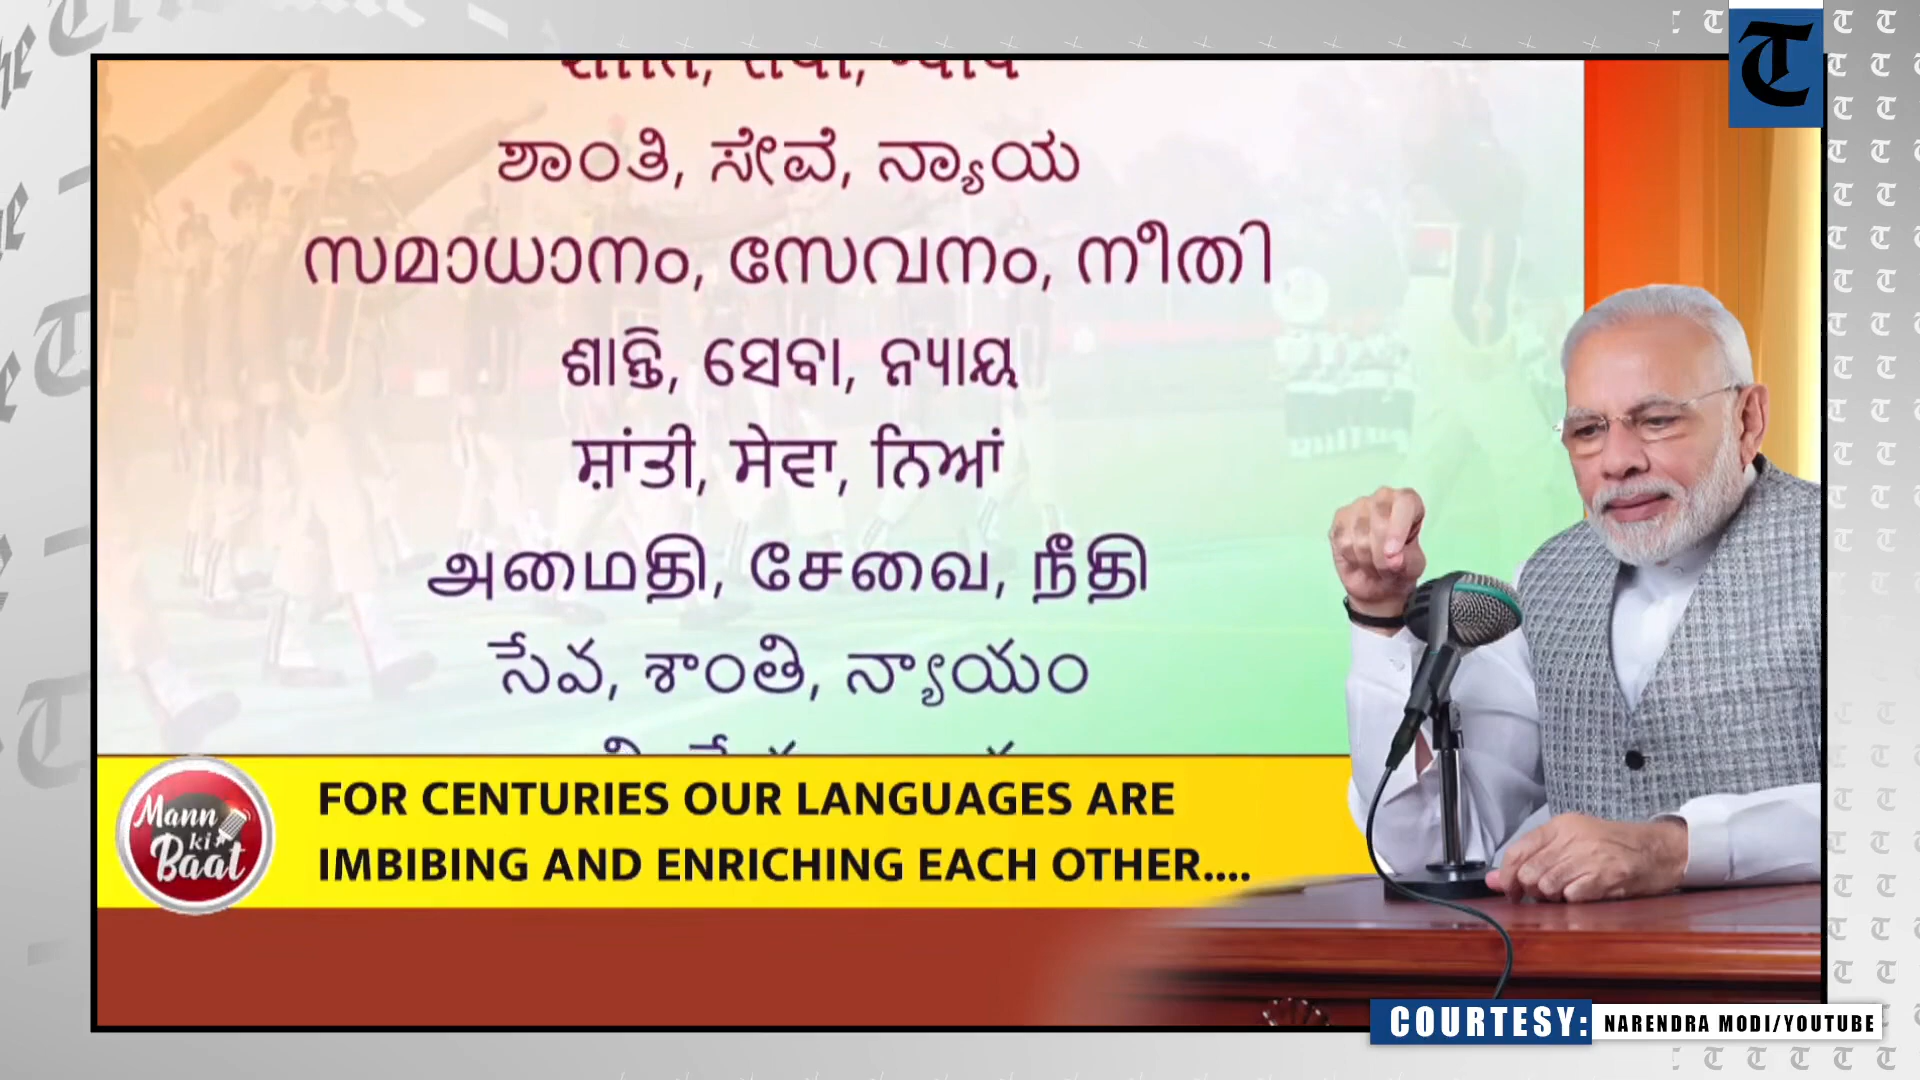 ಶಾಂತಿ, ಸೇವೆ, ನ್ಯಾಯ
സമാധാനം, സേവനം, നീതി
ଶାନ୍ତି, ସେବା, ନ୍ୟାୟ
ਸ਼ਾਂਤੀ, ਸੇਵਾ, ਨਿਆਂ
அமைதி, சேவை, நீதி
సేవ, శాంతి, న్యాయం
Mann
ki
Baat
FOR CENTURIES OUR LANGUAGES ARE
IMBIBING AND ENRICHING EACH OTHER....
COURTESY: NARENDRA MODI/YOUTUBE